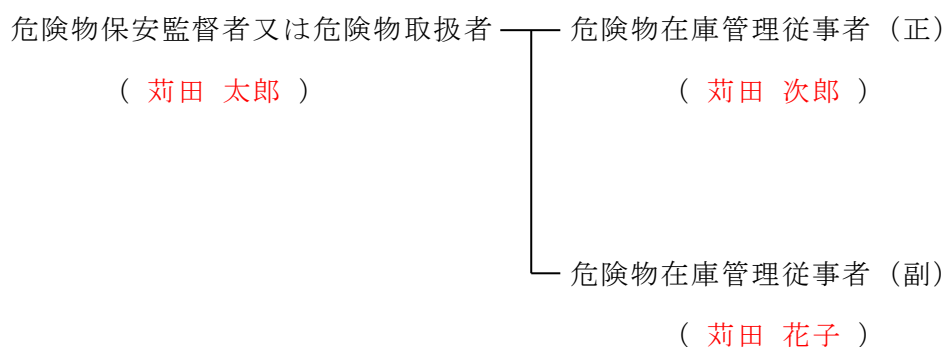 危険物保安監督者又は危険物取扱者
危険物在庫管理従事者（正）
（ 苅田 太郎 ）
（ 苅田 次郎 ）
危険物在庫管理従事者（副）
（ 苅田 花子 ）